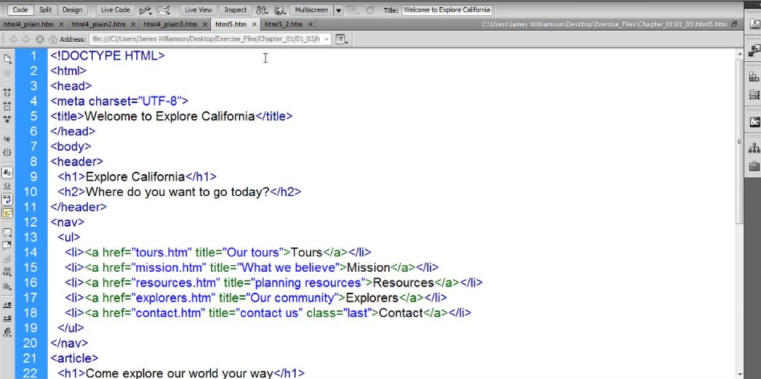 Code Split Design Live Code Live View Inspect Multiscreen Title: Welcome to Explore California
html4_plain.htm × html4_plain2.htm × html4_plain3.htm × html5.htm × html5_2.htm × C:\Users\James Williamson\Desktop\Exercise_Files\Chapter_01\01_03\html5.htm
Address: file:///C|/Users/James Williamson/Desktop/Exercise_Files/Chapter_01/01_03/h
1 <!DOCTYPE HTML>
2 <html>
3 <head>
4 <meta charset="UTF-8">
5 <title>Welcome to Explore California</title>
6 </head>
7 <body>
8 <header>
9 <h1>Explore California</h1>
10 <h2>Where do you want to go today?</h2>
11 </header>
12 <nav>
13 <ul>
14 <li><a href="tours.htm" title="Our tours">Tours</a></li>
15 <li><a href="mission.htm" title="What we believe">Mission</a></li>
16 <li><a href="resources.htm" title="planning resources">Resources</a></li>
17 <li><a href="explorers.htm" title="Our community">Explorers</a></li>
18 <li><a href="contact.htm" title="contact us" class="last">Contact</a></li>
19 </ul>
20 </nav>
21 <article>
22 <h1>Come explore our world your way</h1>